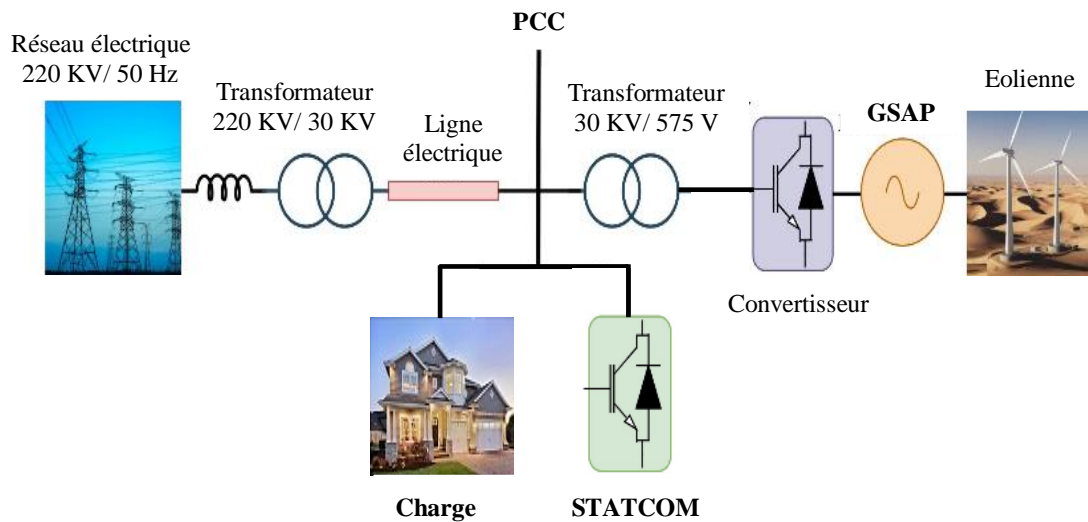 PCC
Réseau électrique
220 KV/ 50 Hz
Transformateur
220 KV/ 30 KV
Ligne
électrique
Transformateur
30 KV/ 575 V
GSAP
Eolienne
Convertisseur
Charge
STATCOM